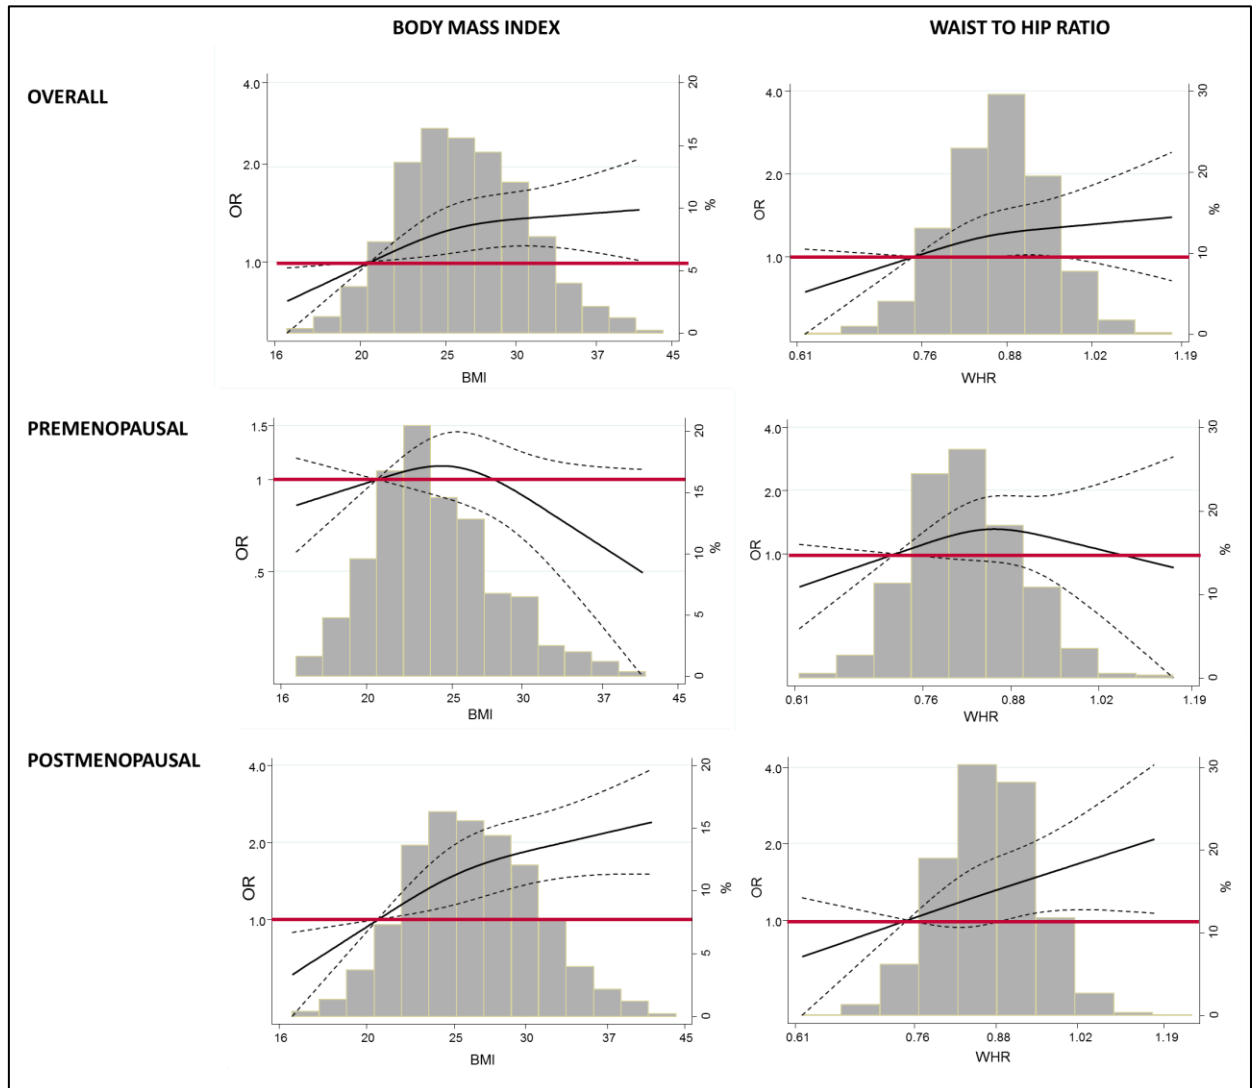 BODY MASS INDEX
WAIST TO HIP RATIO
OVERALL
4.0
2.0
1.0
OR
20
15
10
5
0
%
16 20 25 30 37 45
BMI
4.0
2.0
1.0
OR
30
20
10
0
%
0.61 0.76 0.88 1.02 1.19
WHR
PREMENOPAUSAL
1.5
1
.5
OR
20
15
10
5
0
%
16 20 25 30 37 45
BMI
4.0
2.0
1.0
OR
30
20
10
0
%
0.61 0.76 0.88 1.02 1.19
WHR
POSTMENOPAUSAL
4.0
2.0
1.0
OR
20
15
10
5
0
%
16 20 25 30 37 45
BMI
4.0
2.0
1.0
OR
30
20
10
0
%
0.61 0.76 0.88 1.02 1.19
WHR